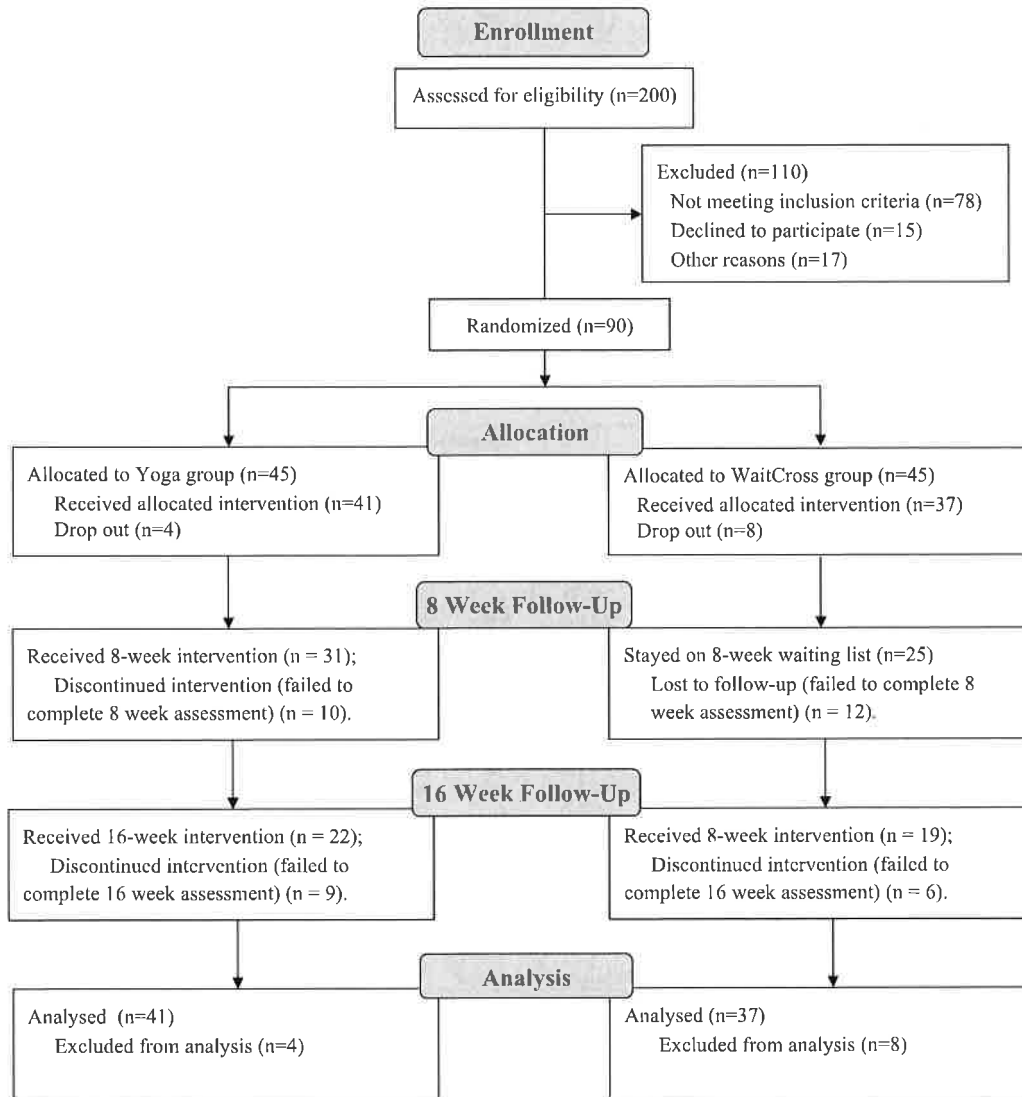 Enrollment
Assessed for eligibility (n=200)
Excluded (n=110)
Not meeting inclusion criteria (n=78)
Declined to participate (n=15)
Other reasons (n=17)
Randomized (n=90)
Allocation
Allocated to Yoga group (n=45)
Received allocated intervention (n=41)
Drop out (n=4)
Allocated to WaitCross group (n=45)
Received allocated intervention (n=37)
Drop out (n=8)
8 Week Follow-Up
Received 8-week intervention (n = 31);
Discontinued intervention (failed to
complete 8 week assessment) (n = 10).
Stayed on 8-week waiting list (n=25)
Lost to follow-up (failed to complete 8
week assessment) (n = 12).
16 Week Follow-Up
Received 16-week intervention (n = 22);
Discontinued intervention (failed to
complete 16 week assessment) (n = 9).
Received 8-week intervention (n = 19);
Discontinued intervention (failed to
complete 16 week assessment) (n = 6).
Analysis
Analysed (n=41)
Excluded from analysis (n=4)
Analysed (n=37)
Excluded from analysis (n=8)